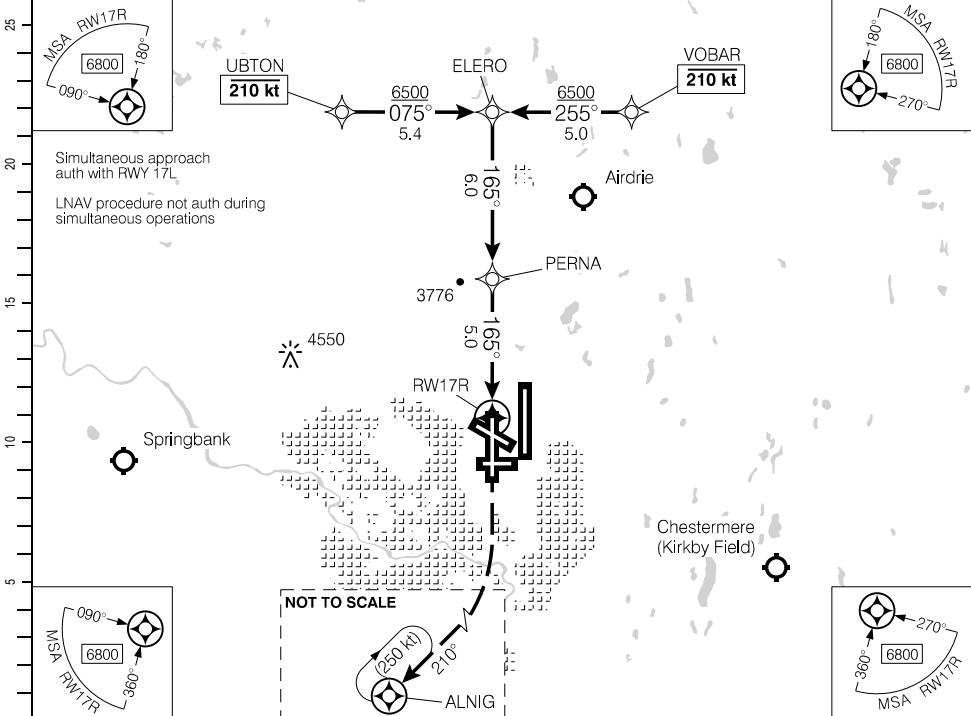 25
20
15
10
5
MSA RW17R
6800
180°
090°
MSA RW17R
6800
180°
270°
UBTON
210 kt
ELERO
VOBAR
210 kt
6500
075°
5.4
6500
255°
5.0
Simultaneous approach
auth with RWY 17L
LNAV procedure not auth during
simultaneous operations
165°
6.0
Airdrie
PERNA
3776
165°
5.0
4550
RW17R
Springbank
Chestermere
(Kirkby Field)
NOT TO SCALE
(250 kt)
210°
ALNIG
090°
6800
360°
MSA RW17R
270°
6800
360°
MSA RW17R